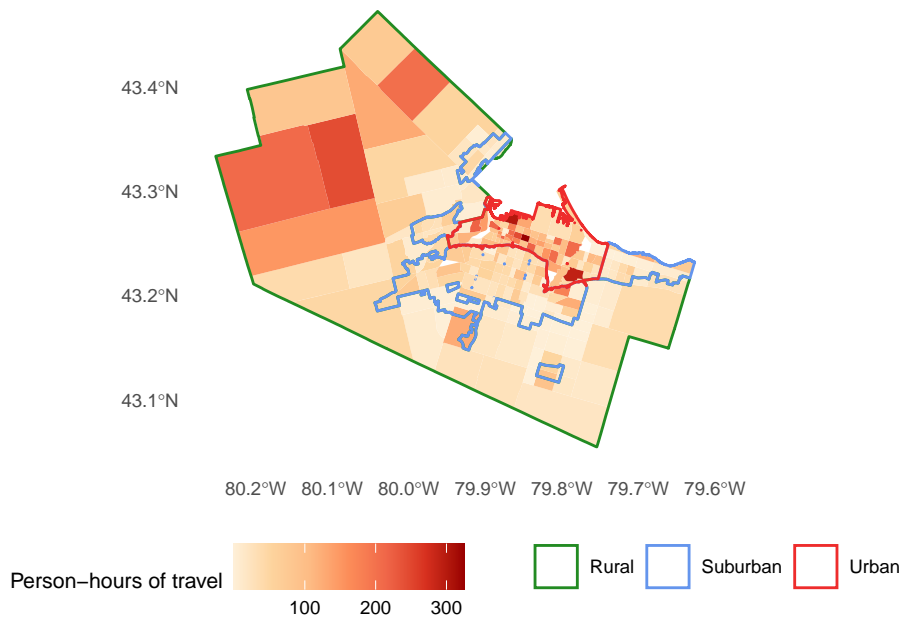 43.4°N
43.3°N
43.2°N
43.1°N
80.2°W 80.1°W 80.0°W 79.9°W 79.8°W 79.7°W 79.6°W
Person−hours of travel
100 200 300
Rural Suburban Urban